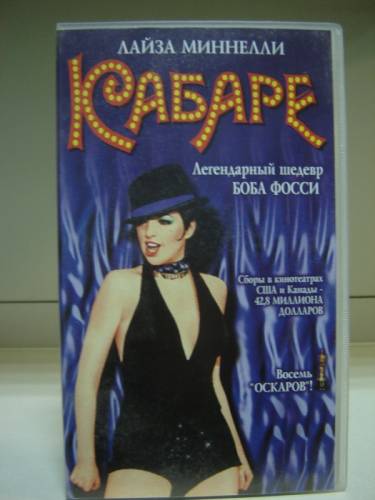 ЛАЙЗА МИННЕЛЛИ
КАБАРЕ
Легендарный шедевр
БОБА ФОССИ
Сборы в кинотеатрах
США и Канады -
42,8 МИЛЛИОНА
ДОЛЛАРОВ
Восемь
"ОСКАРОВ"!